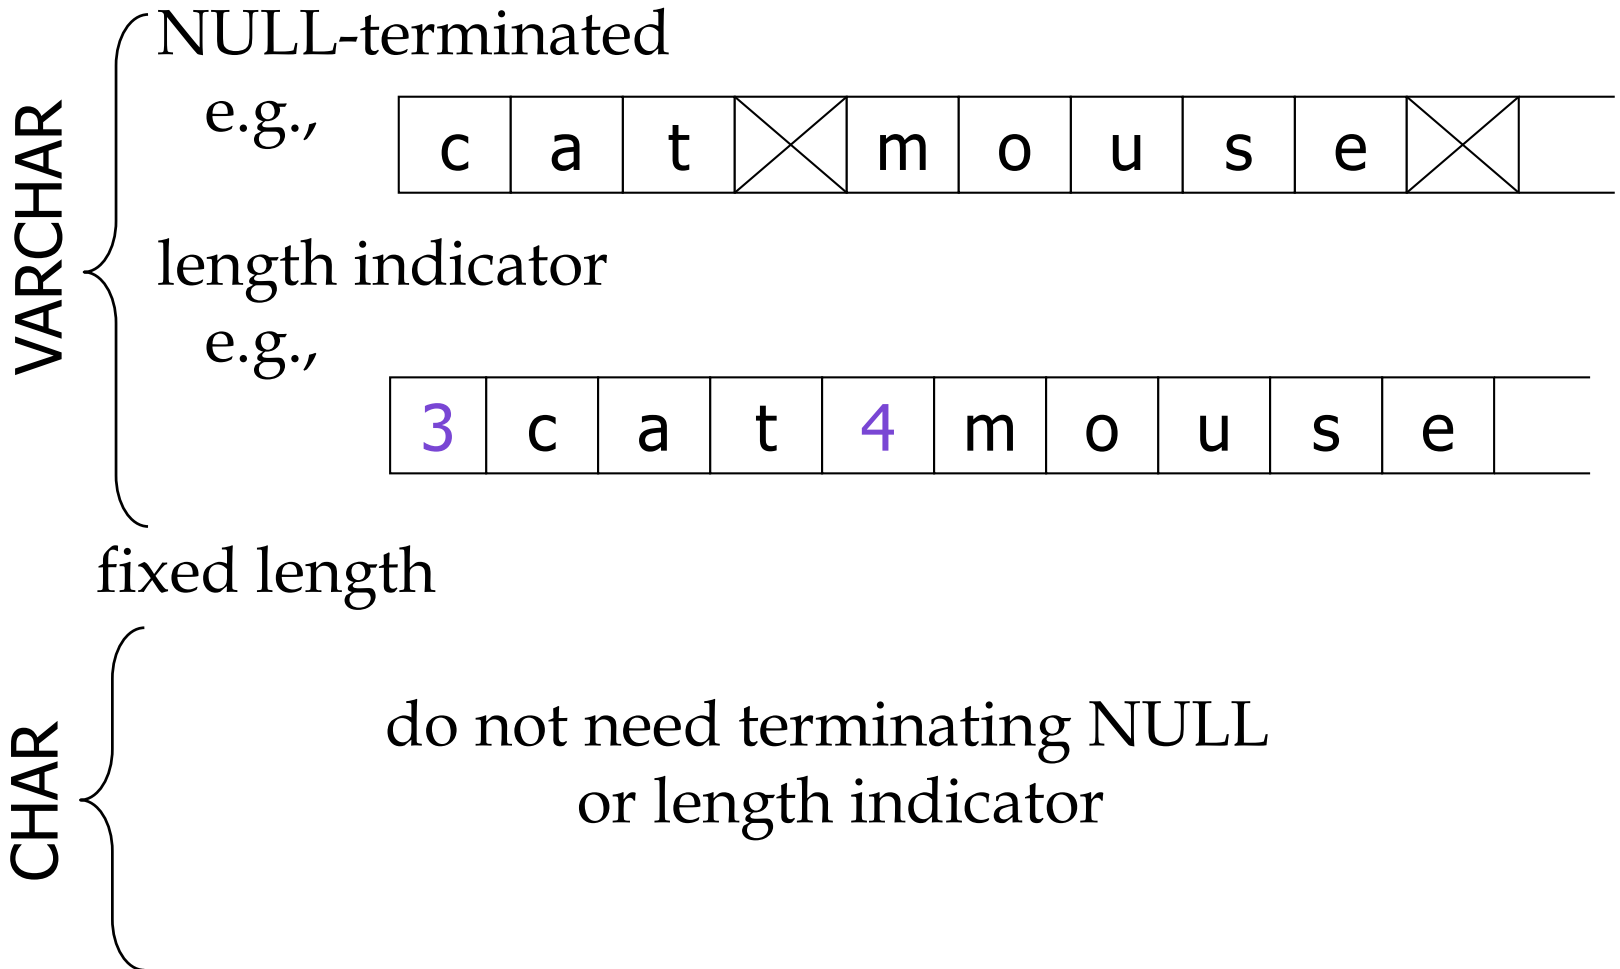 VARCHAR
NULL-terminated
e.g.,
c a t m o u s e
length indicator
e.g.,
3 c a t 4 m o u s e
fixed length
CHAR
do not need terminating NULL
or length indicator